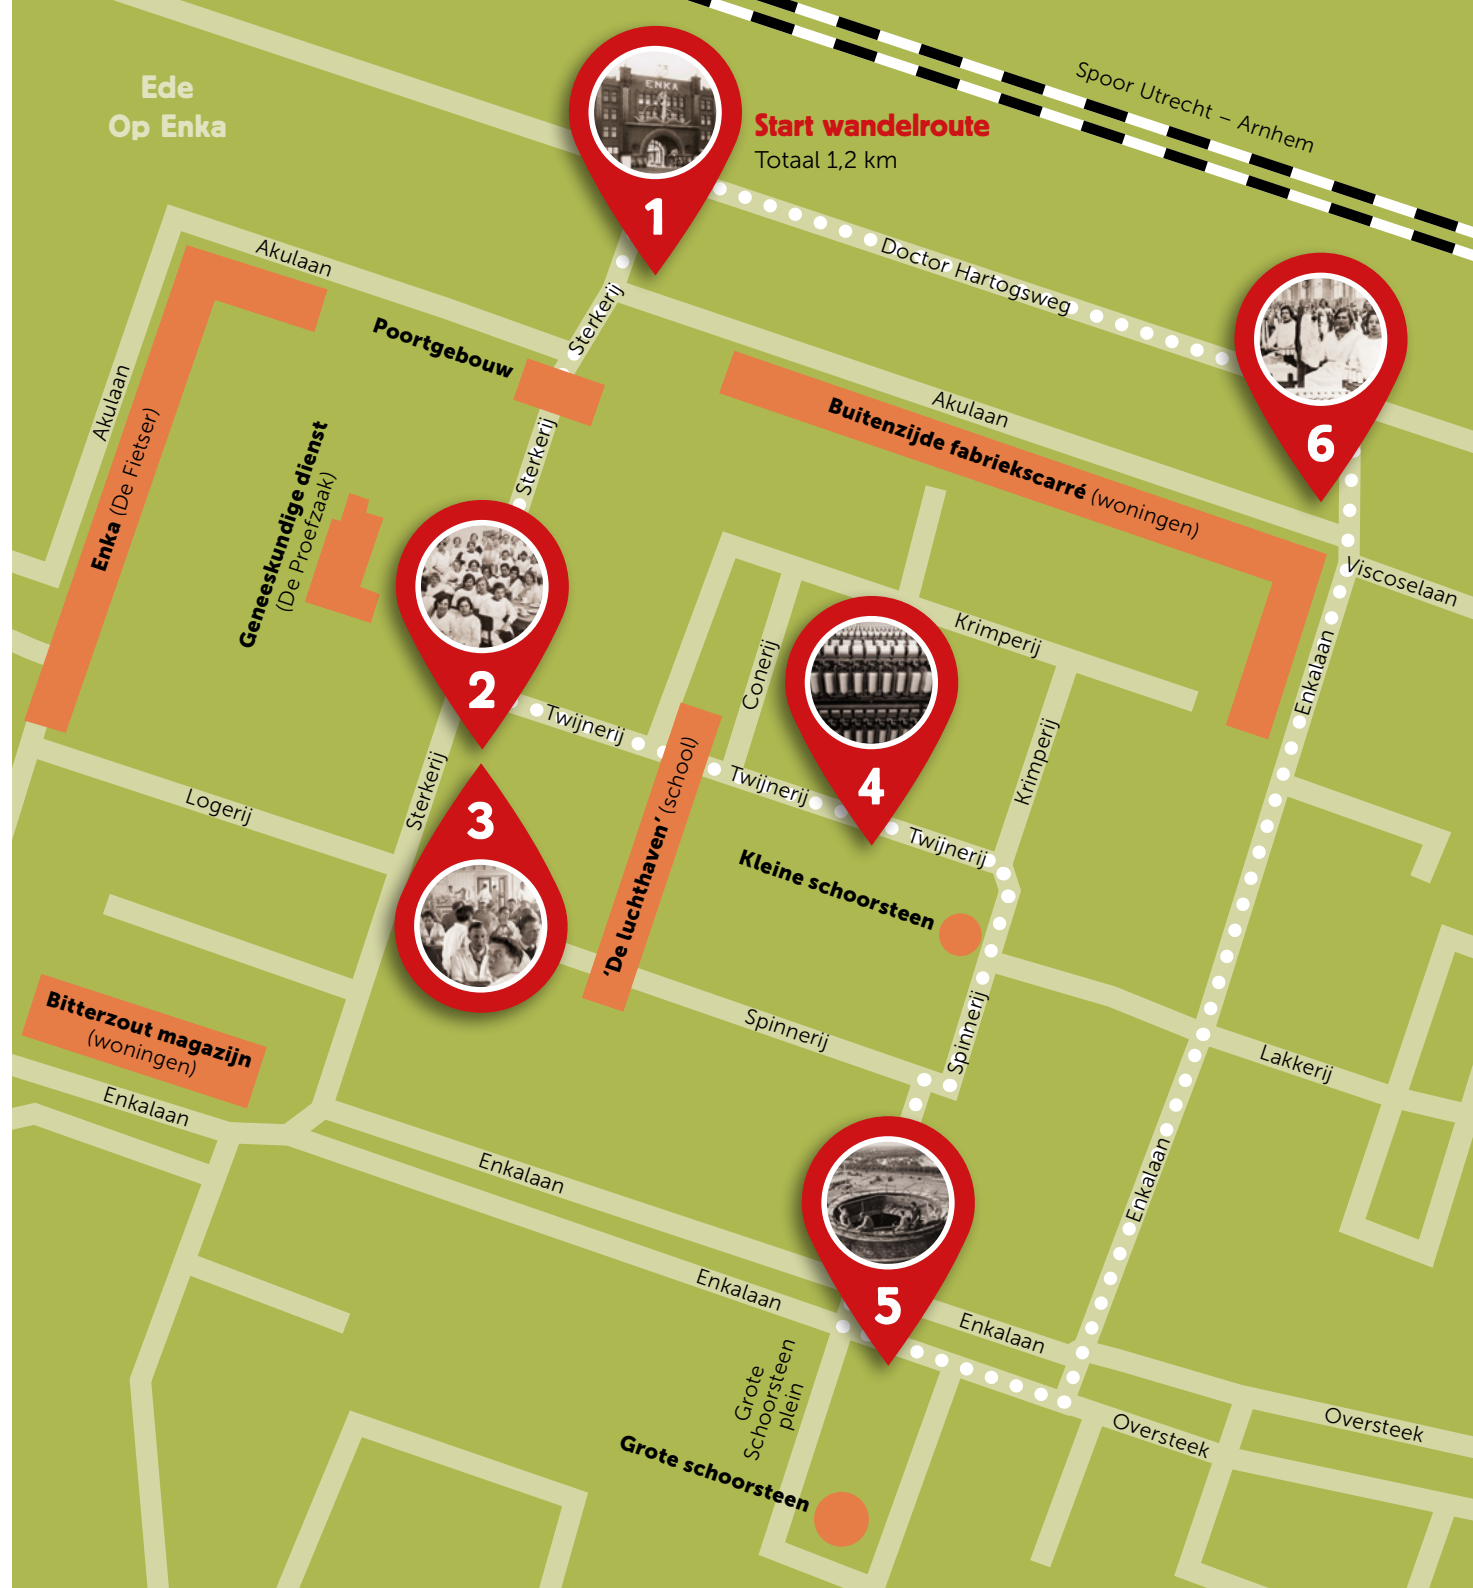 Ede
Op Enka
ENKA
1
Start wandelroute
Totaal 1,2 km
Spoor Utrecht – Arnhem
Doctor Hartogsweg
6
Akulaan
Sterkerij
Poortgebouw
Akulaan
Akulaan
Buitenzijde fabriekscarré (woningen)
Enka (De Fietser)
Geneeskundige dienst
(De Proefzaak)
Sterkerij
Viscoselaan
2
Twijnerij
Conerij
Krimperij
Enkalaan
4
Krimperij
Twijnerij
Twijnerij
Logerij
Sterkerij
3
'De luchthaven' (school)
Kleine schoorsteen
Bitterzout magazijn
(woningen)
Spinnerij
Spinnerij
Lakkerij
Enkalaan
Enkalaan
Enkalaan
Enkalaan
5
Enkalaan
Grote
Schoorsteen
plein
Oversteek
Oversteek
Grote schoorsteen